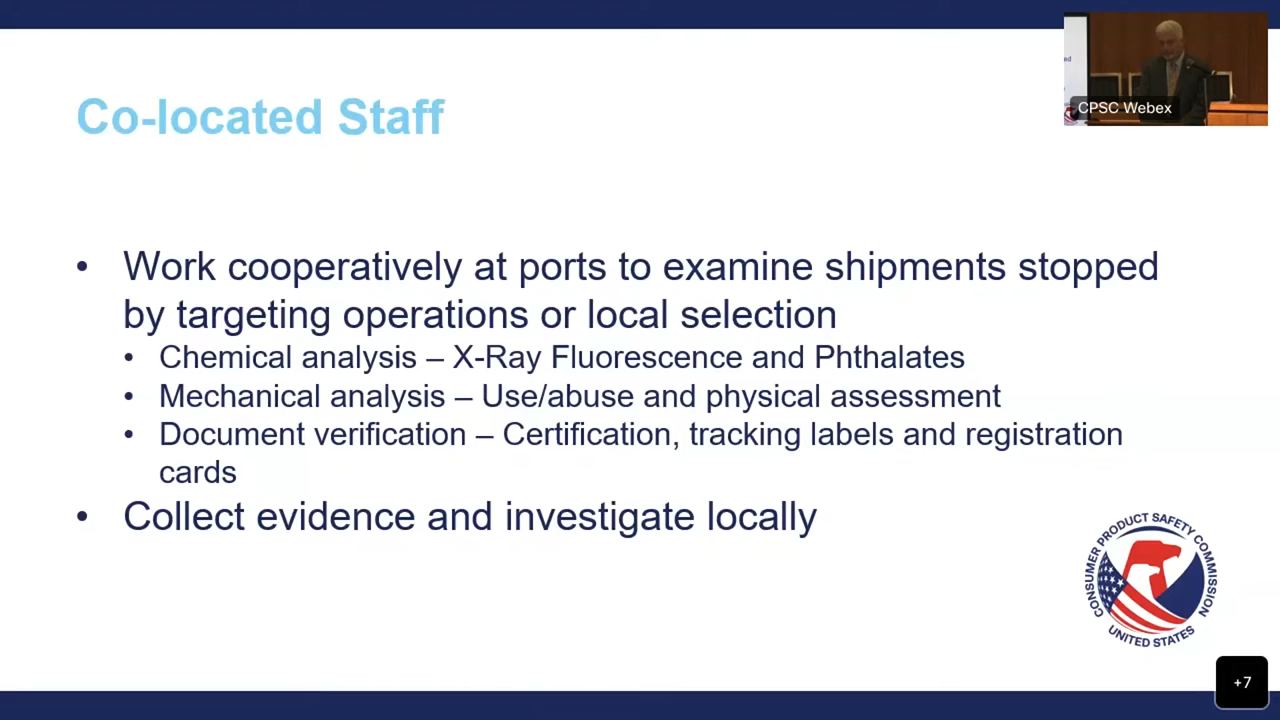 Co-located Staff
CPSC Webex
• Work cooperatively at ports to examine shipments stopped
by targeting operations or local selection
• Chemical analysis – X-Ray Fluorescence and Phthalates
• Mechanical analysis – Use/abuse and physical assessment
• Document verification – Certification, tracking labels and registration
cards
• Collect evidence and investigate locally
CONSUMER PRODUCT SAFETY COMMISSION
UNITED STATES
+7